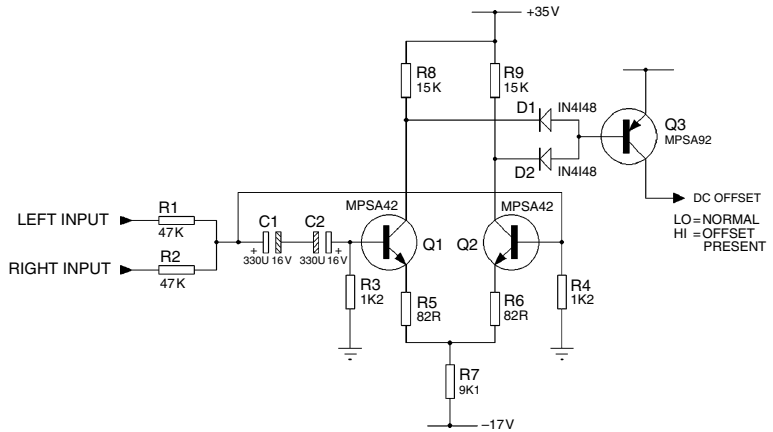 +35V
R8
15K
R9
15K
D1
IN4I48
Q3
MPSA92
IN4I48
D2
DC OFFSET
LO=NORMAL
HI =OFFSET
PRESENT
MPSA42
MPSA42
LEFT INPUT
R1
47K
C1
C2
+
+
330U 16V
330U 16V
Q1
Q2
RIGHT INPUT
R2
47K
R3
1K2
R5
82R
R6
82R
R4
1K2
R7
9K1
–17V